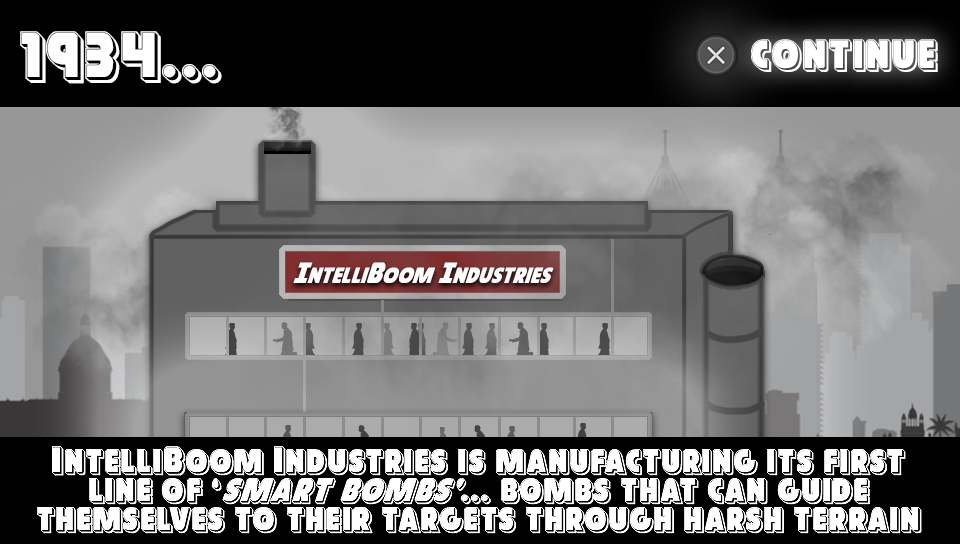 1934...
CONTINUE
INTELLIBOOM INDUSTRIES
INTELLIBOOM INDUSTRIES IS MANUFACTURING ITS FIRST
LINE OF 'SMART BOMBS'... BOMBS THAT CAN GUIDE
THEMSELVES TO THEIR TARGETS THROUGH HARSH TERRAIN